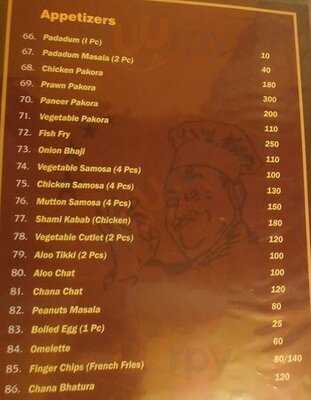 Appetizers
66. Padadum (1 Pc) 10
67. Padadum Masala (2 Pc) 40
68. Chicken Pakora 180
69. Prawn Pakora 300
70. Paneer Pakora 200
71. Vegetable Pakora 110
72. Fish Fry 250
73. Onion Bhaji 110
74. Vegetable Samosa (4 Pcs) 100
75. Chicken Samosa (4 Pcs) 130
76. Mutton Samosa (4 Pcs) 150
77. Shami Kabab (Chicken) 180
78. Vegetable Cutlet (2 Pcs) 120
79. Aloo Tikki (2 Pcs) 100
80. Aloo Chat 100
81. Chana Chat 120
82. Peanuts Masala 80
83. Boiled Egg (1 Pc) 25
84. Omelette 60
85. Finger Chips (French Fries) 80/140
86. Chana Bhatura 120